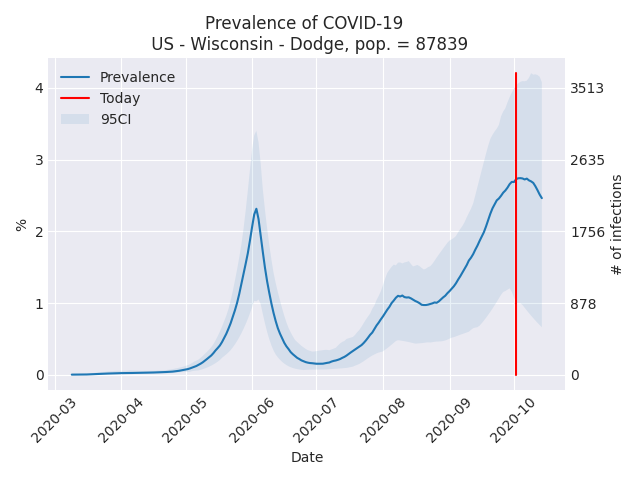 Prevalence of COVID-19
US - Wisconsin - Dodge, pop. = 87839
Prevalence
Today
95CI
4
3
2
1
0
%
3513
2635
1756
878
0
# of infections
2020-03
2020-04
2020-05
2020-06
2020-07
2020-08
2020-09
2020-10
Date